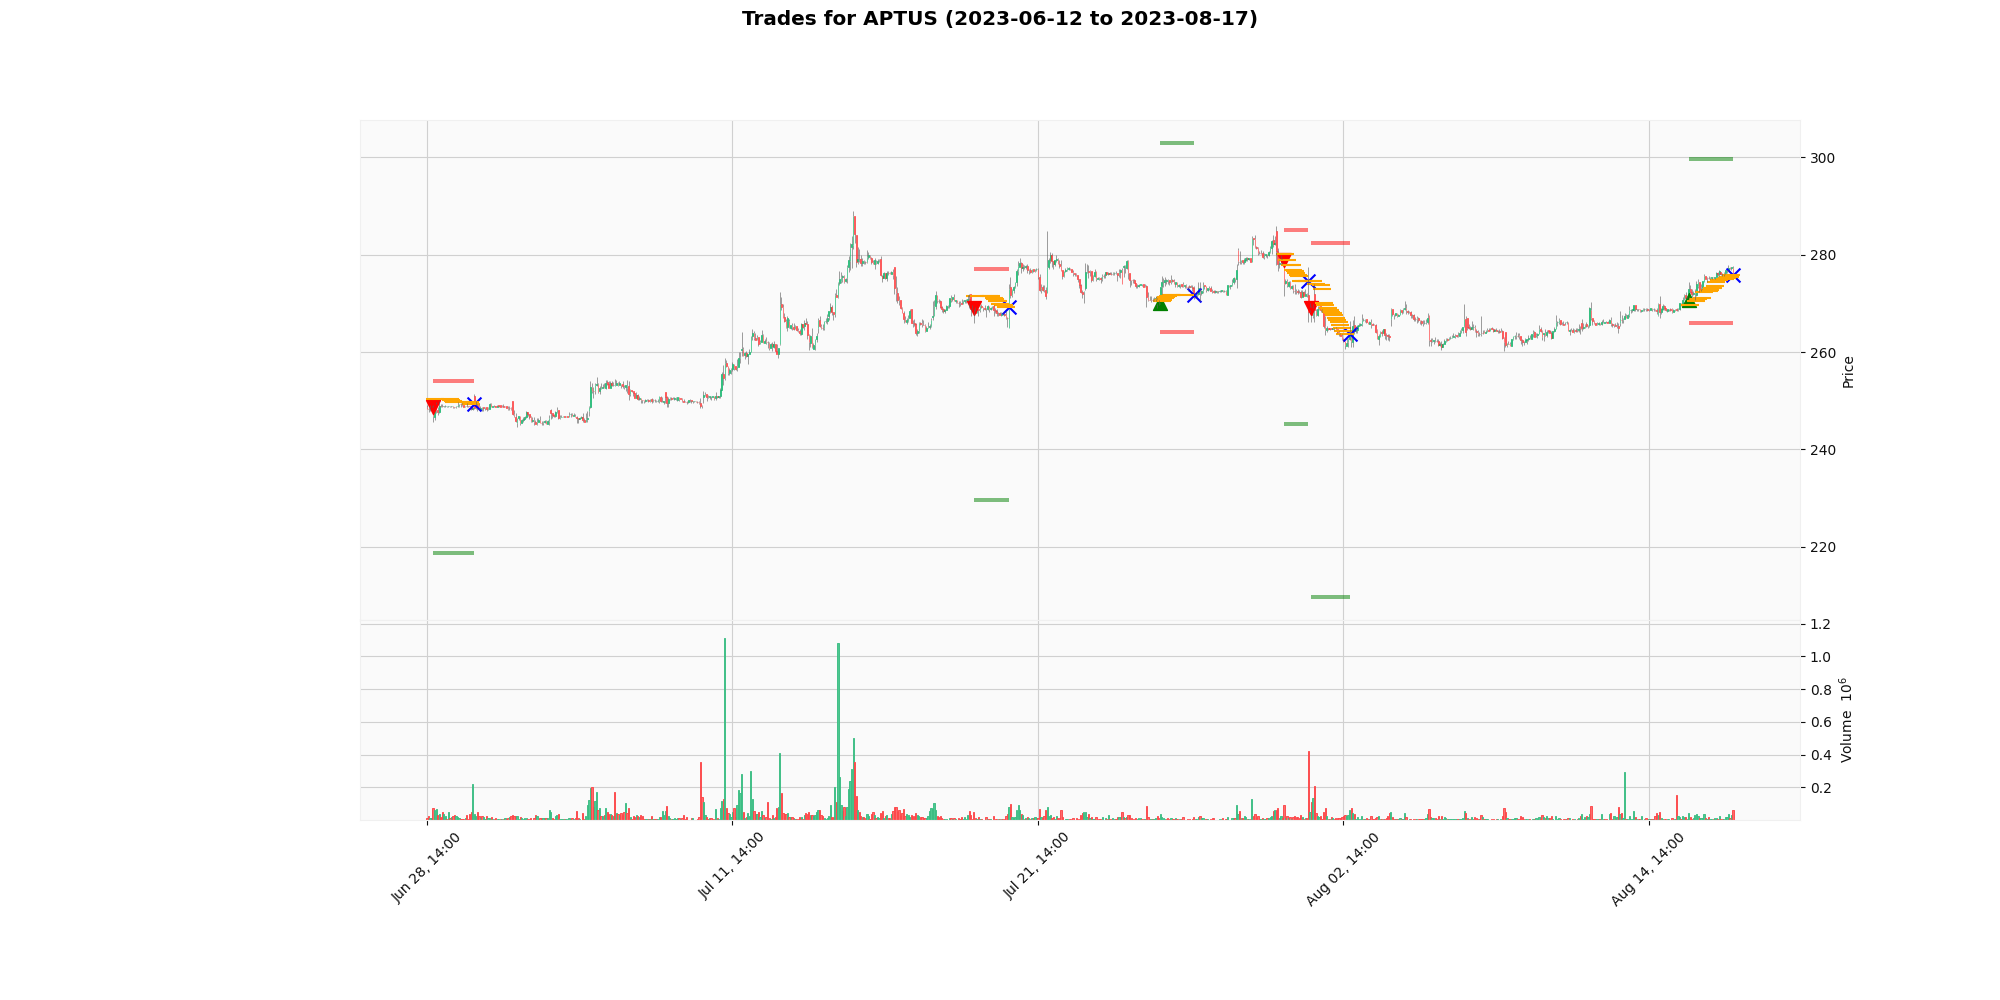 Trades for APTUS (2023-06-12 to 2023-08-17)
300
280
260
240
220
Price
1.2
1.0
0.8
0.6
0.4
0.2
Volume 10^6
Jun 28, 14:00
Jul 11, 14:00
Jul 21, 14:00
Aug 02, 14:00
Aug 14, 14:00